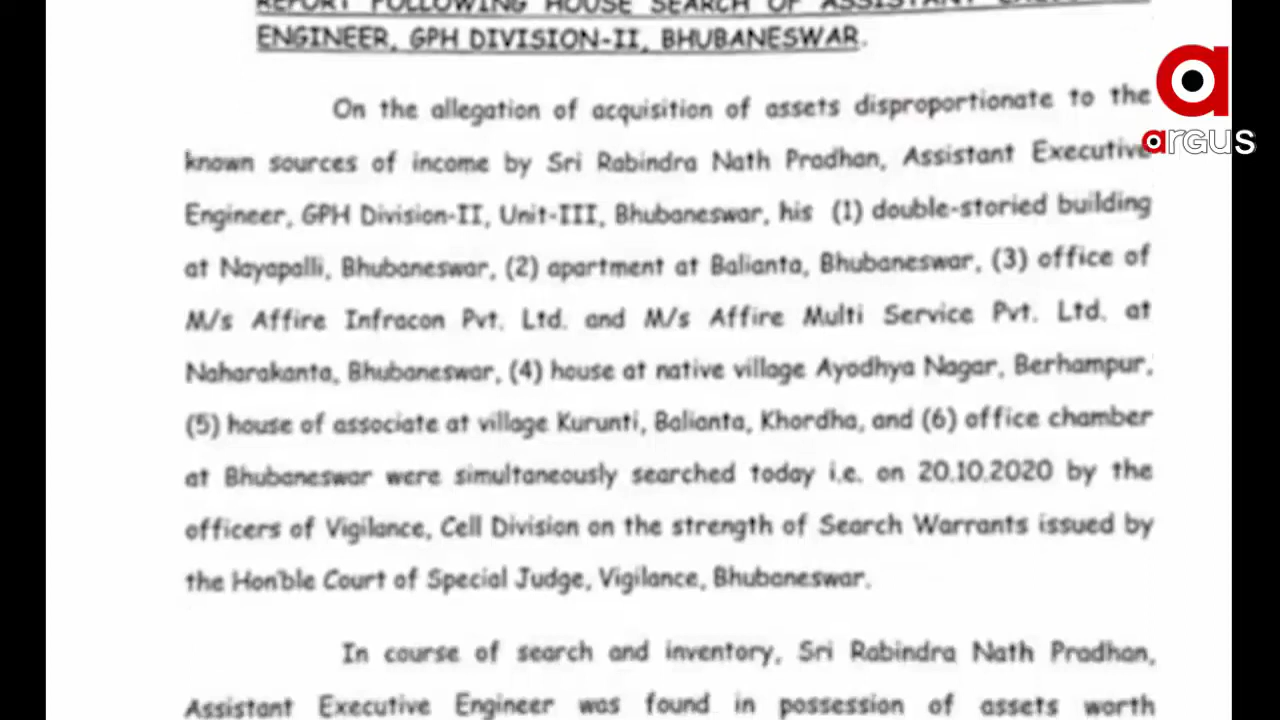 REPORT FOLLOWING HOUSE SEARCH OF ASSISTANT
ENGINEER, GPH DIVISION-II, BHUBANESWAR.
On the allegation of acquisition of assets disproportionate to the
known sources of income by Sri Rabindra Nath Pradhan, Assistant Executive
Engineer, GPH Division-II, Unit-III, Bhubaneswar, his (1) double-storied building
at Nayapalli, Bhubaneswar, (2) apartment at Balianta, Bhubaneswar, (3) office of
M/s Affire Infracon Pvt. Ltd. and M/s Affire Multi Service Pvt. Ltd. at
Naharakanta, Bhubaneswar, (4) house at native village Ayodhya Nagar, Berhampur,
(5) house of associate at village Kurunti, Balianta, Khordha, and (6) office chamber
at Bhubaneswar were simultaneously searched today i.e. on 20.10.2020 by the
officers of Vigilance, Cell Division on the strength of Search Warrants issued by
the Hon'ble Court of Special Judge, Vigilance, Bhubaneswar.
In course of search and inventory, Sri Rabindra Nath Pradhan,
Assistant Executive Engineer was found in possession of assets worth
a
argus